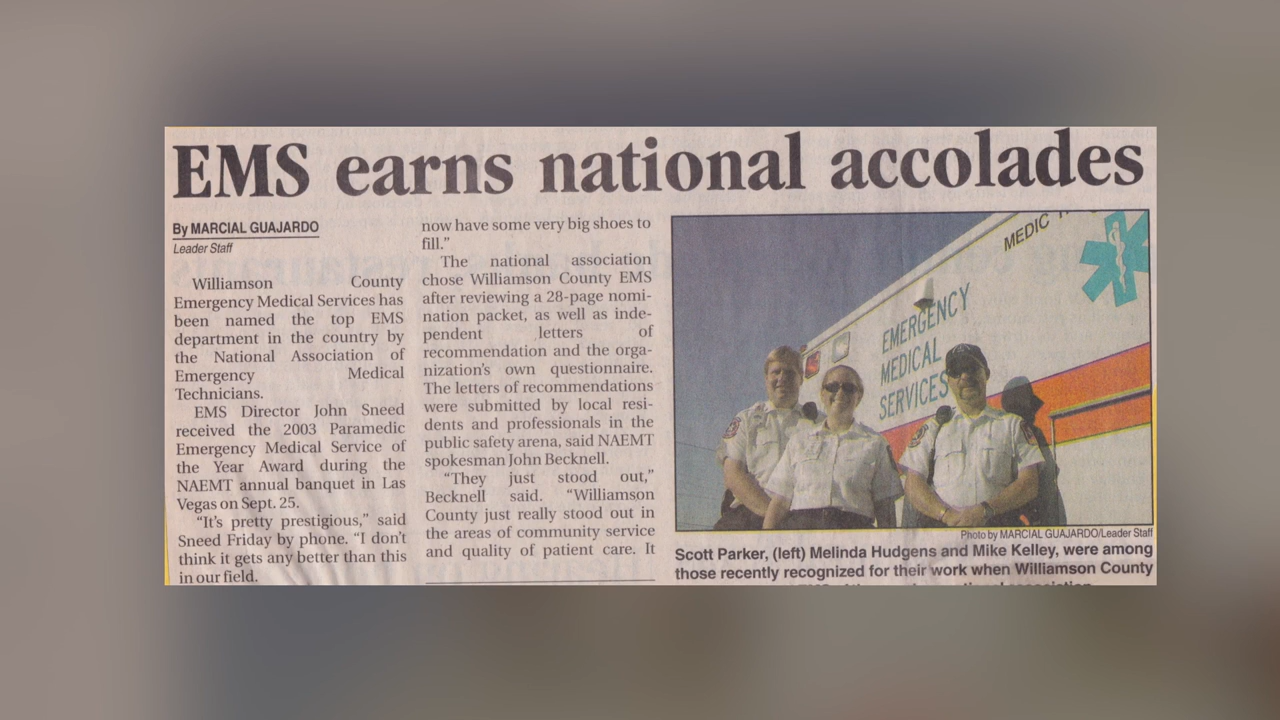 EMS earns national accolades
By MARCIAL GUAJARDO
Leader Staff
Williamson County
Emergency Medical Services has
been named the top EMS
department in the country by
the National Association of
Emergency Medical
Technicians.
EMS Director John Sneed
received the 2003 Paramedic
Emergency Medical Service of
the Year Award during the
NAEMT annual banquet in Las
Vegas on Sept. 25.
“It’s pretty prestigious,” said
Sneed Friday by phone. “I don’t
think it gets any better than this
in our field.
now have some very big shoes to
fill.”
The national association
chose Williamson County EMS
after reviewing a 28-page nomi-
nation packet, as well as inde-
pendent letters of
recommendation and the orga-
nization’s own questionnaire.
The letters of recommendations
were submitted by local resi-
dents and professionals in the
public safety arena, said NAEMT
spokesman John Becknell.
“They just stood out,”
Becknell said. “Williamson
County just really stood out in
the areas of community service
and quality of patient care. It
MEDIC
EMERGENCY
MEDICAL
SERVICES
Photo by MARCIAL GUAJARDO/Leader Staff
Scott Parker, (left) Melinda Hudgens and Mike Kelley, were among
those recently recognized for their work when Williamson County